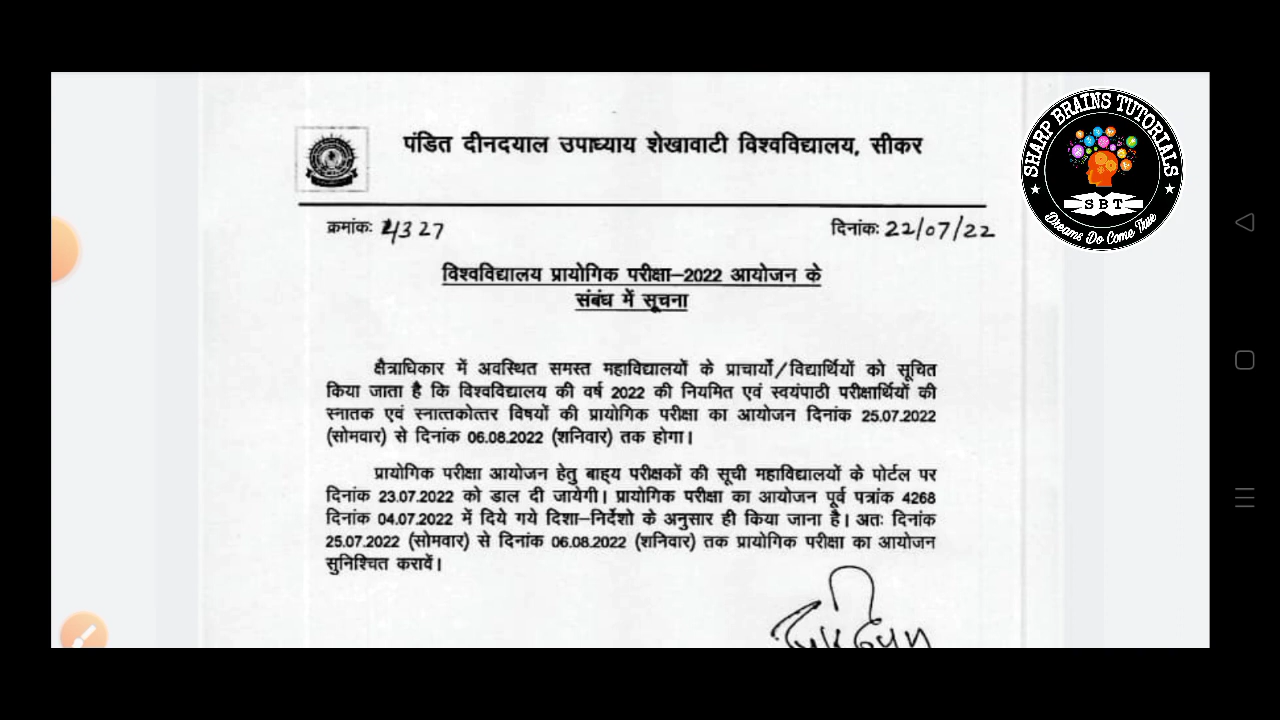 पंडित दीनदयाल उपाध्याय शेखावाटी विश्वविद्यालय, सीकर
SHARP BRAINS TUTORIALS
SBT
Dreams Do Come True
क्रमांकः 4327
दिनांकः 22/07/22
विश्वविद्यालय प्रायोगिक परीक्षा–2022 आयोजन के
संबंध में सूचना
क्षैत्राधिकार में अवस्थित समस्त महाविद्यालयों के प्राचार्यों/विद्यार्थियों को सूचित
किया जाता है कि विश्वविद्यालय की वर्ष 2022 की नियमित एवं स्वयंपाठी परीक्षार्थियों की
स्नातक एवं स्नात्तकोत्तर विषयों की प्रायोगिक परीक्षा का आयोजन दिनांक 25.07.2022
(सोमवार) से दिनांक 06.08.2022 (शनिवार) तक होगा।
प्रायोगिक परीक्षा आयोजन हेतु बाह्य परीक्षकों की सूची महाविद्यालयों के पोर्टल पर
दिनांक 23.07.2022 को डाल दी जायेगी। प्रायोगिक परीक्षा का आयोजन पूर्व पत्रांक 4268
दिनांक 04.07.2022 में दिये गये दिशा–निर्देशो के अनुसार ही किया जाना है। अतः दिनांक
25.07.2022 (सोमवार) से दिनांक 06.08.2022 (शनिवार) तक प्रायोगिक परीक्षा का आयोजन
सुनिश्चित करावें।